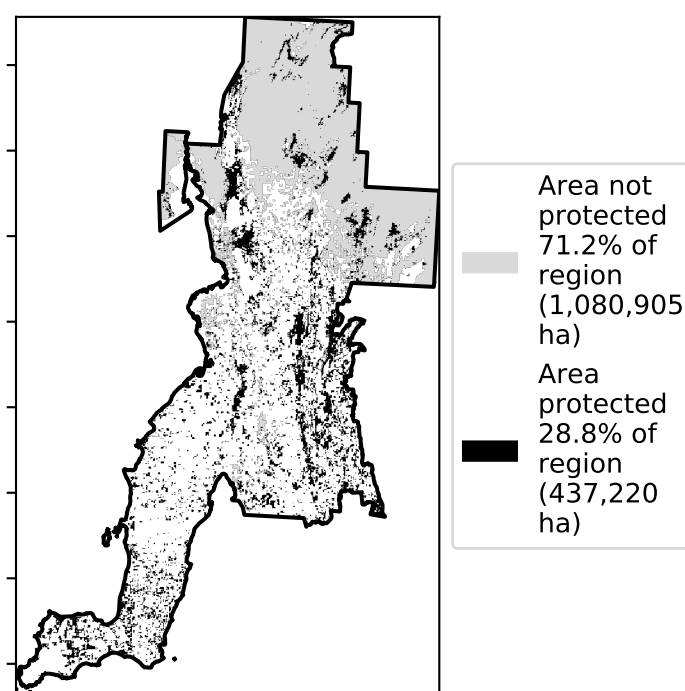 Area not
protected
71.2% of
region
(1,080,905
ha)
Area
protected
28.8% of
region
(437,220
ha)